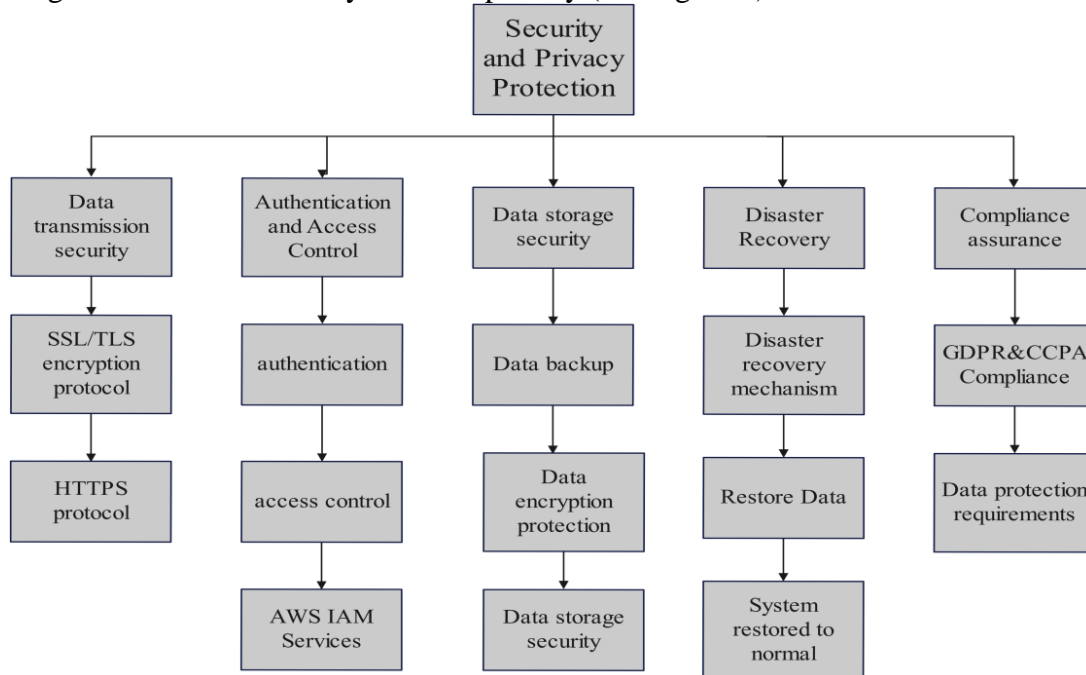 Security
and Privacy
Protection
Data
transmission
security
Authentication
and Access
Control
Data storage
security
Disaster
Recovery
Compliance
assurance
SSL/TLS
encryption
protocol
authentication
Data backup
Disaster
recovery
mechanism
GDPR&CCPA
Compliance
HTTPS
protocol
access control
Data
encryption
protection
Restore Data
Data protection
requirements
AWS IAM
Services
Data storage
security
System
restored to
normal